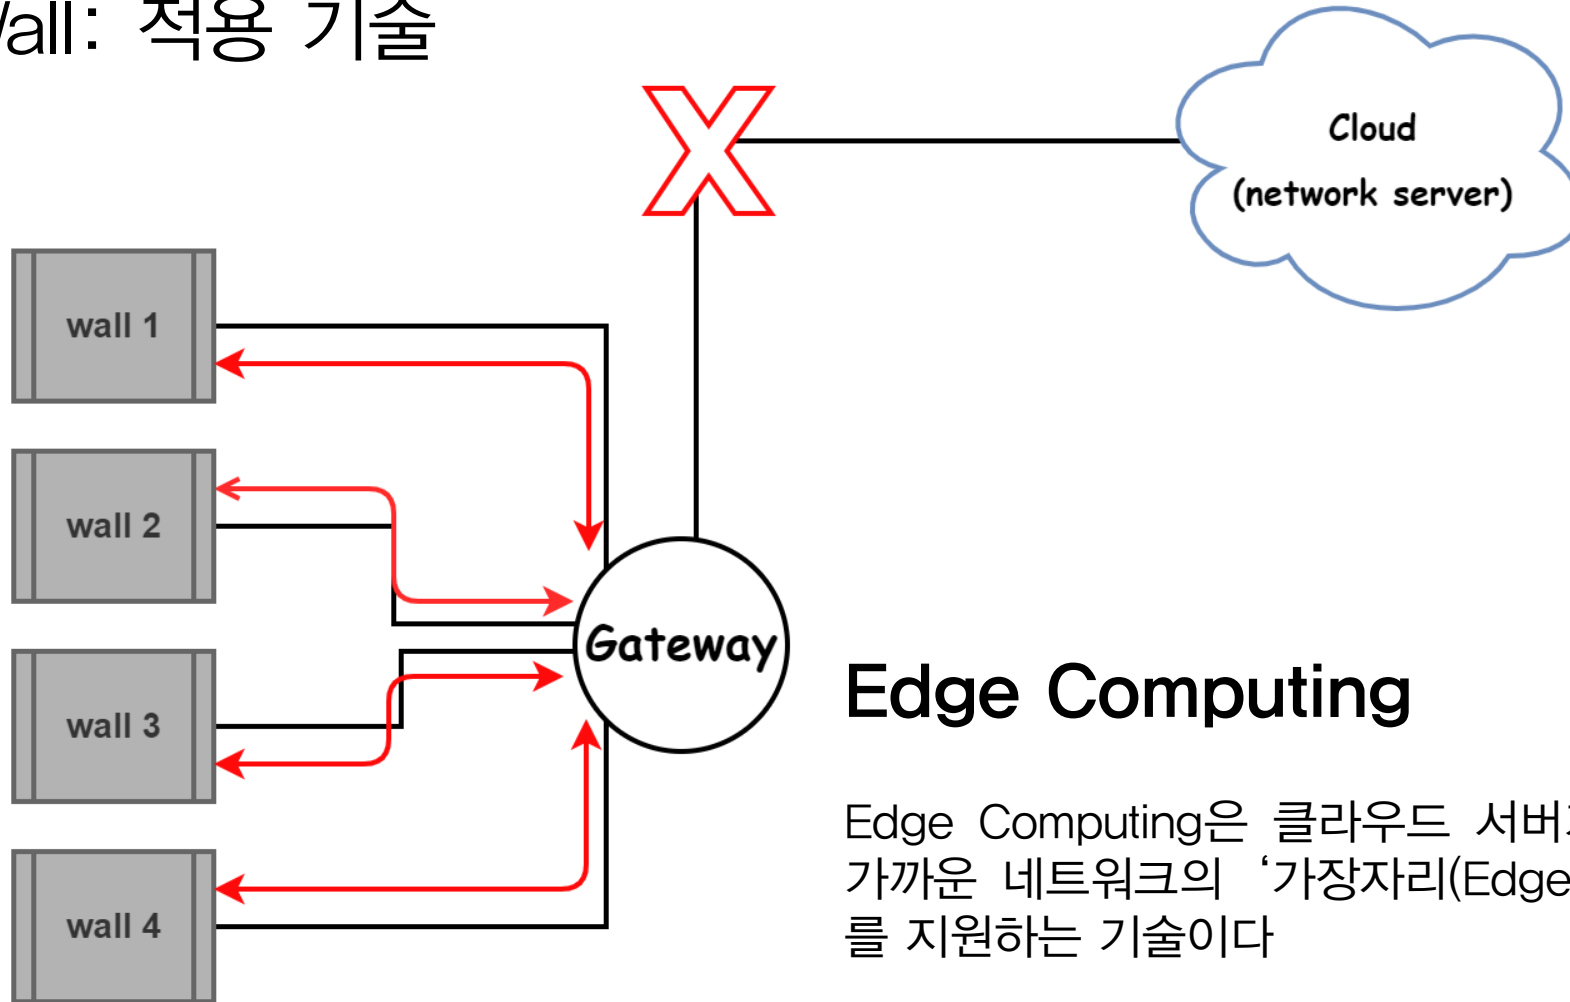 all: 적용 기술
Cloud
(network server)
wall 1
wall 2
Gateway
wall 3
wall 4
Edge Computing
Edge Computing은 클라우드
가까운 네트워크의 ‘가장자리(Edge
를 지원하는 기술이다